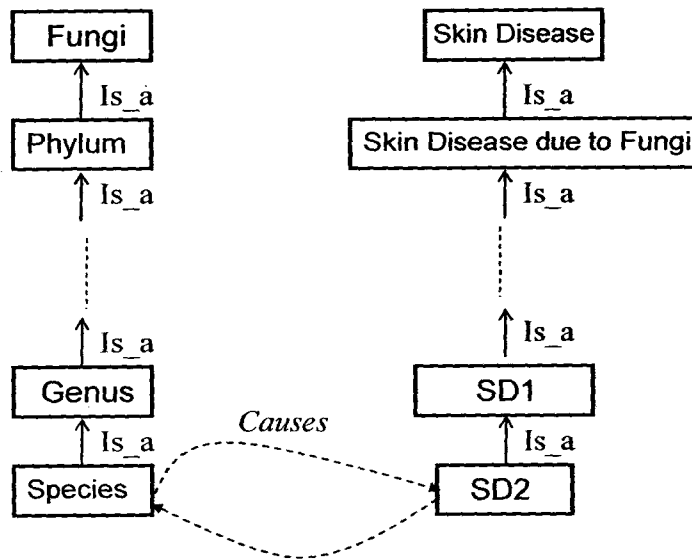 Fungi
Is_a
Phylum
Is_a
Is_a
Genus
Is_a
Species
Causes
Skin Disease
Is_a
Skin Disease due to Fungi
Is_a
Is_a
SD1
Is_a
SD2